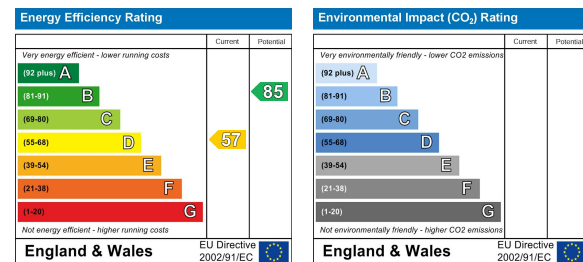 Energy Efficiency Rating
Current Potential
Very energy efficient - lower running costs
(92 plus) A
(81-91) B
(69-80) C
(55-68) D
(39-54) E
(21-38) F
(1-20) G
57
85
Not energy efficient - higher running costs
England & Wales
EU Directive
2002/91/EC
Environmental Impact (CO₂) Rating
Current Potential
Very environmentally friendly - lower CO2 emissions
(92 plus) A
(81-91) B
(69-80) C
(55-68) D
(39-54) E
(21-38) F
(1-20) G
Not environmentally friendly - higher CO2 emissions
England & Wales
EU Directive
2002/91/EC